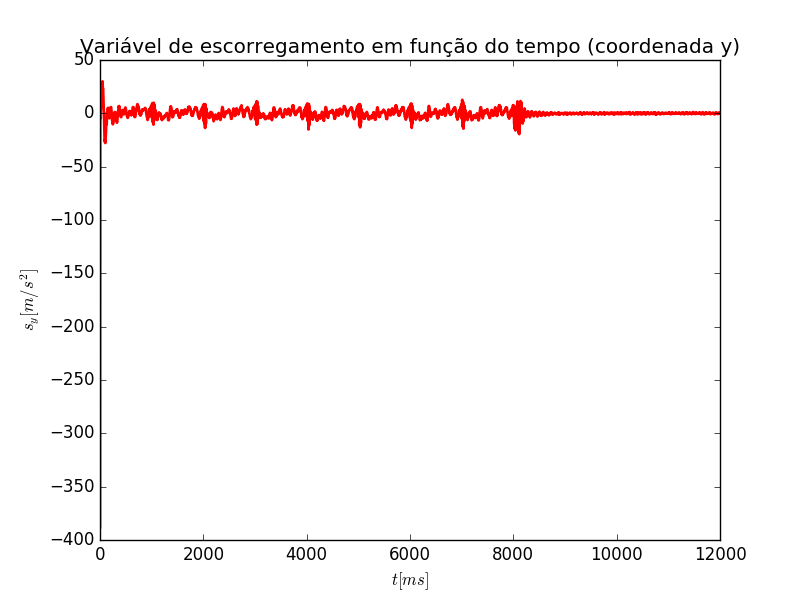 Variável de escorregamento em função do tempo (coordenada y)
50
0
−50
−100
−150
−200
−250
−300
−350
−400
s_y[m/s^2]
0 2000 4000 6000 8000 10000 12000
t[ms]